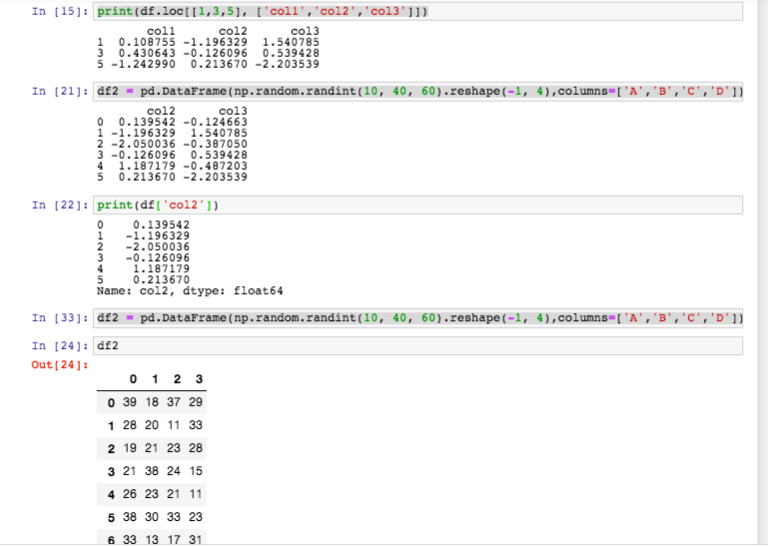 In [15]: print(df.loc[[1,3,5], ['col1','col2','col3']])
col1 col2 col3
1 0.108755 -1.196329 1.540785
3 0.430643 -0.126096 0.539428
5 -1.242990 0.213670 -2.203539
In [21]: df2 = pd.DataFrame(np.random.randint(10, 40, 60).reshape(-1, 4),columns=['A','B','C','D'])
col2 col3
0 0.139542 -0.124663
1 -1.196329 1.540785
2 -2.050036 -0.387050
3 -0.126096 0.539428
4 1.187179 -0.487203
5 0.213670 -2.203539
In [22]: print(df['col2'])
0 0.139542
1 -1.196329
2 -2.050036
3 -0.126096
4 1.187179
5 0.213670
Name: col2, dtype: float64
In [33]: df2 = pd.DataFrame(np.random.randint(10, 40, 60).reshape(-1, 4),columns=['A','B','C','D'])
In [24]: df2
Out[24]:
0 1 2 3
0 39 18 37 29
1 28 20 11 33
2 19 21 23 28
3 21 38 24 15
4 26 23 21 11
5 38 30 33 23
6 33 13 17 31